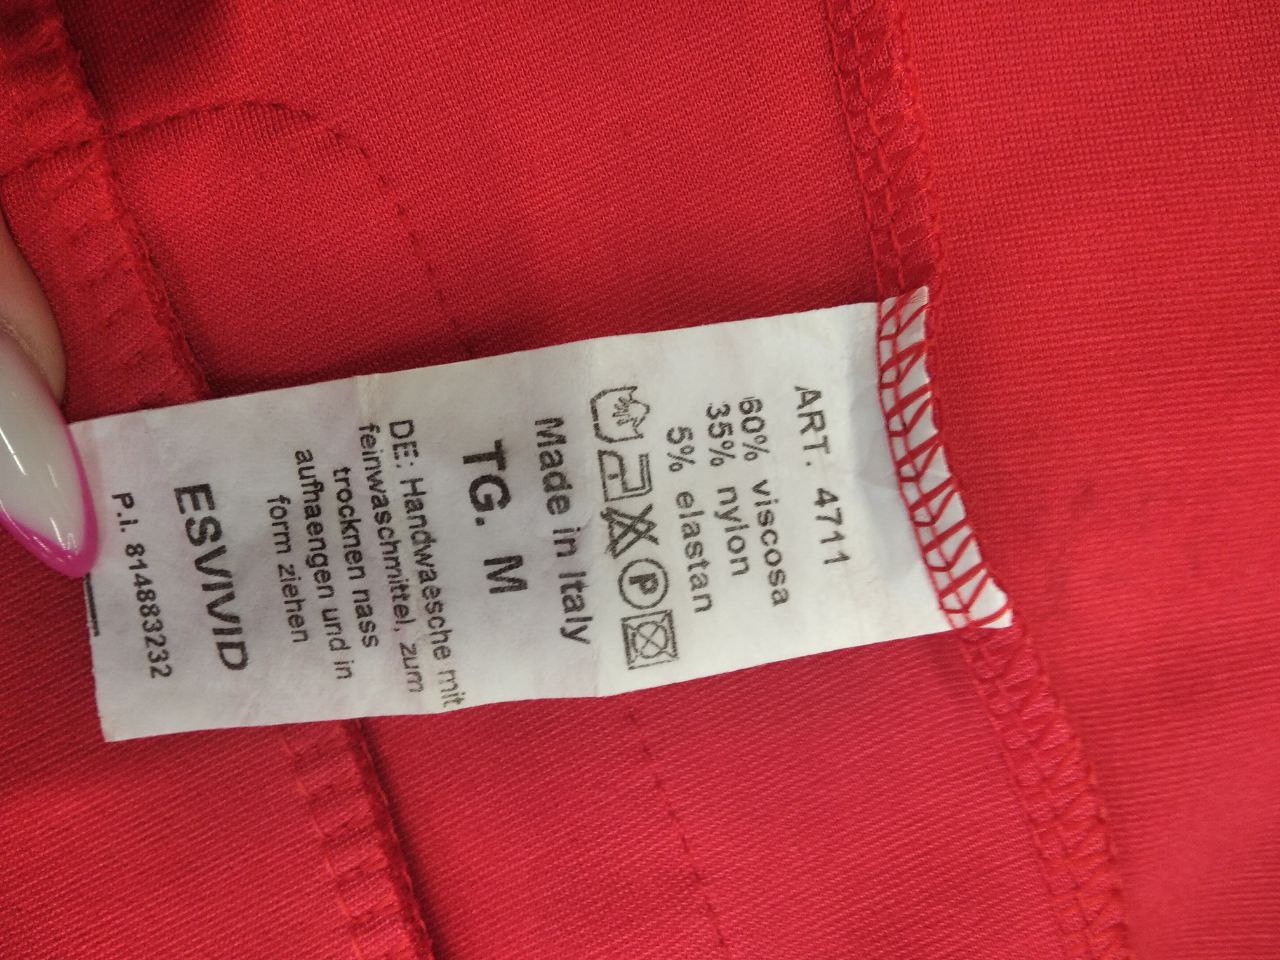 ART. 4711
60% viscosa
35% nylon
5% elastan
P
Made in Italy
TG. M
DE: Handwaesche mit
feinwaschmittel, zum
trocknen nass
aufhaengen und in
form ziehen
ESVIVID
P.i. 814883232